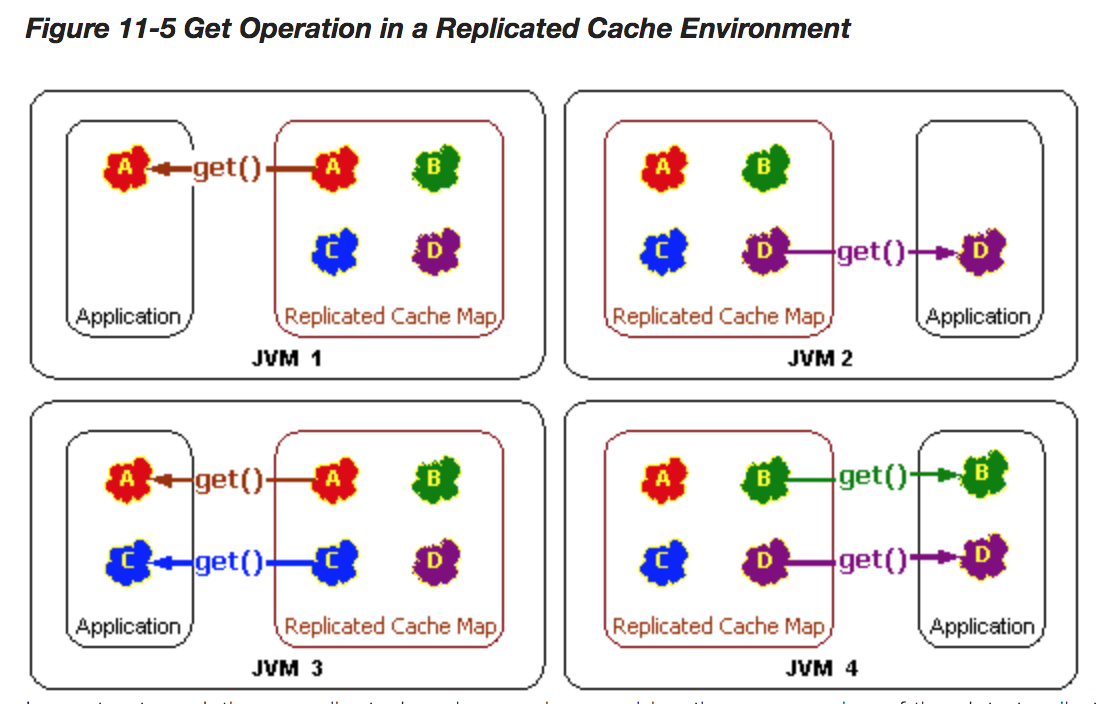 Figure 11-5 Get Operation in a Replicated Cache Environment
A get() A B
C D
Application Replicated Cache Map
JVM 1
A B
C D get() D
Replicated Cache Map Application
JVM 2
A get() A B
C get() C D
Application Replicated Cache Map
JVM 3
A B get() B
C D get() D
Replicated Cache Map Application
JVM 4